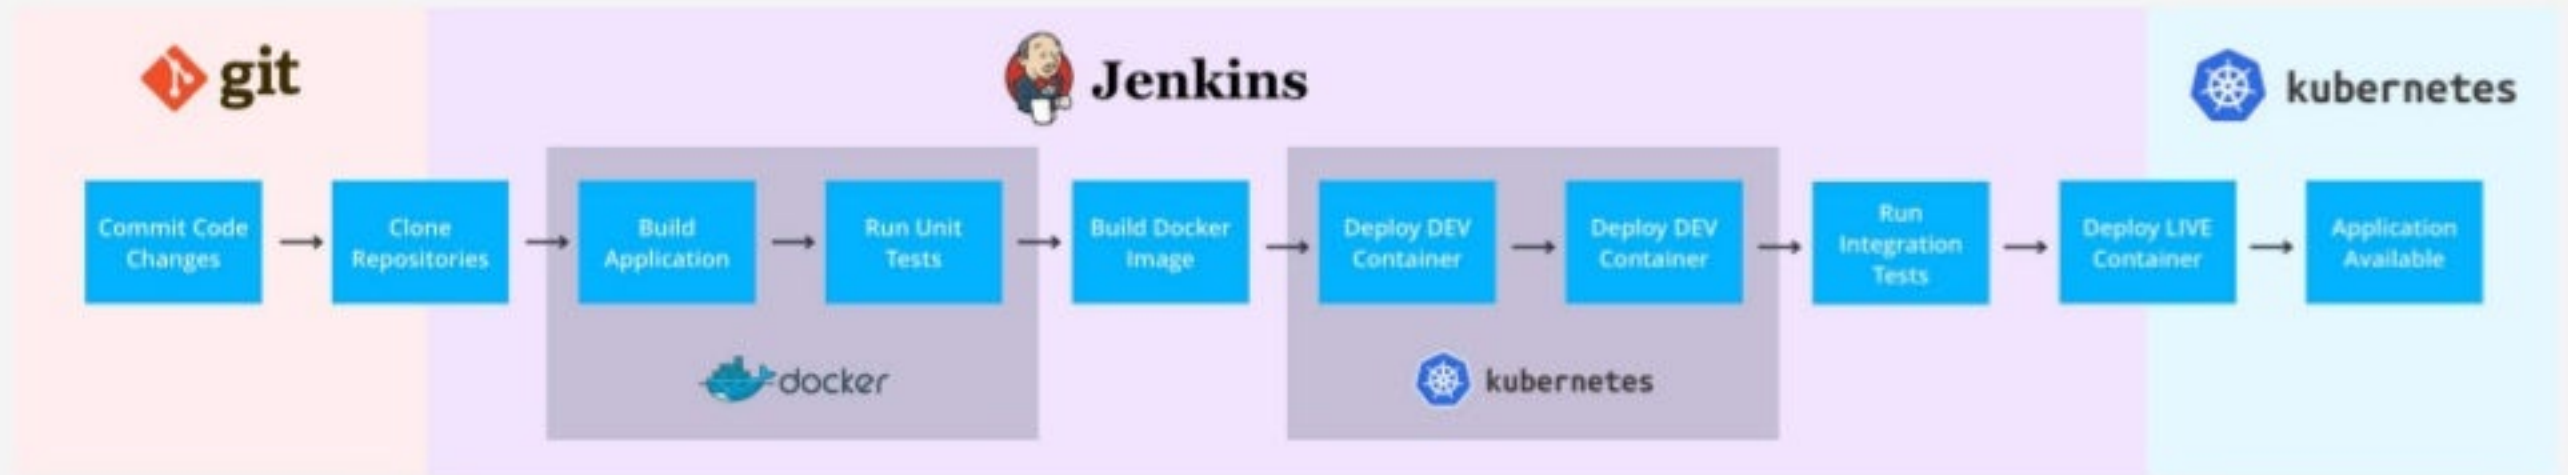 git
Jenkins
kubernetes
Commit Code
Changes
Clone
Repositories
Build
Application
Run Unit
Tests
Build Docker
Image
Deploy DEV
Container
Deploy DEV
Container
Run
Integration
Tests
Deploy LIVE
Container
Application
Available
docker
kubernetes